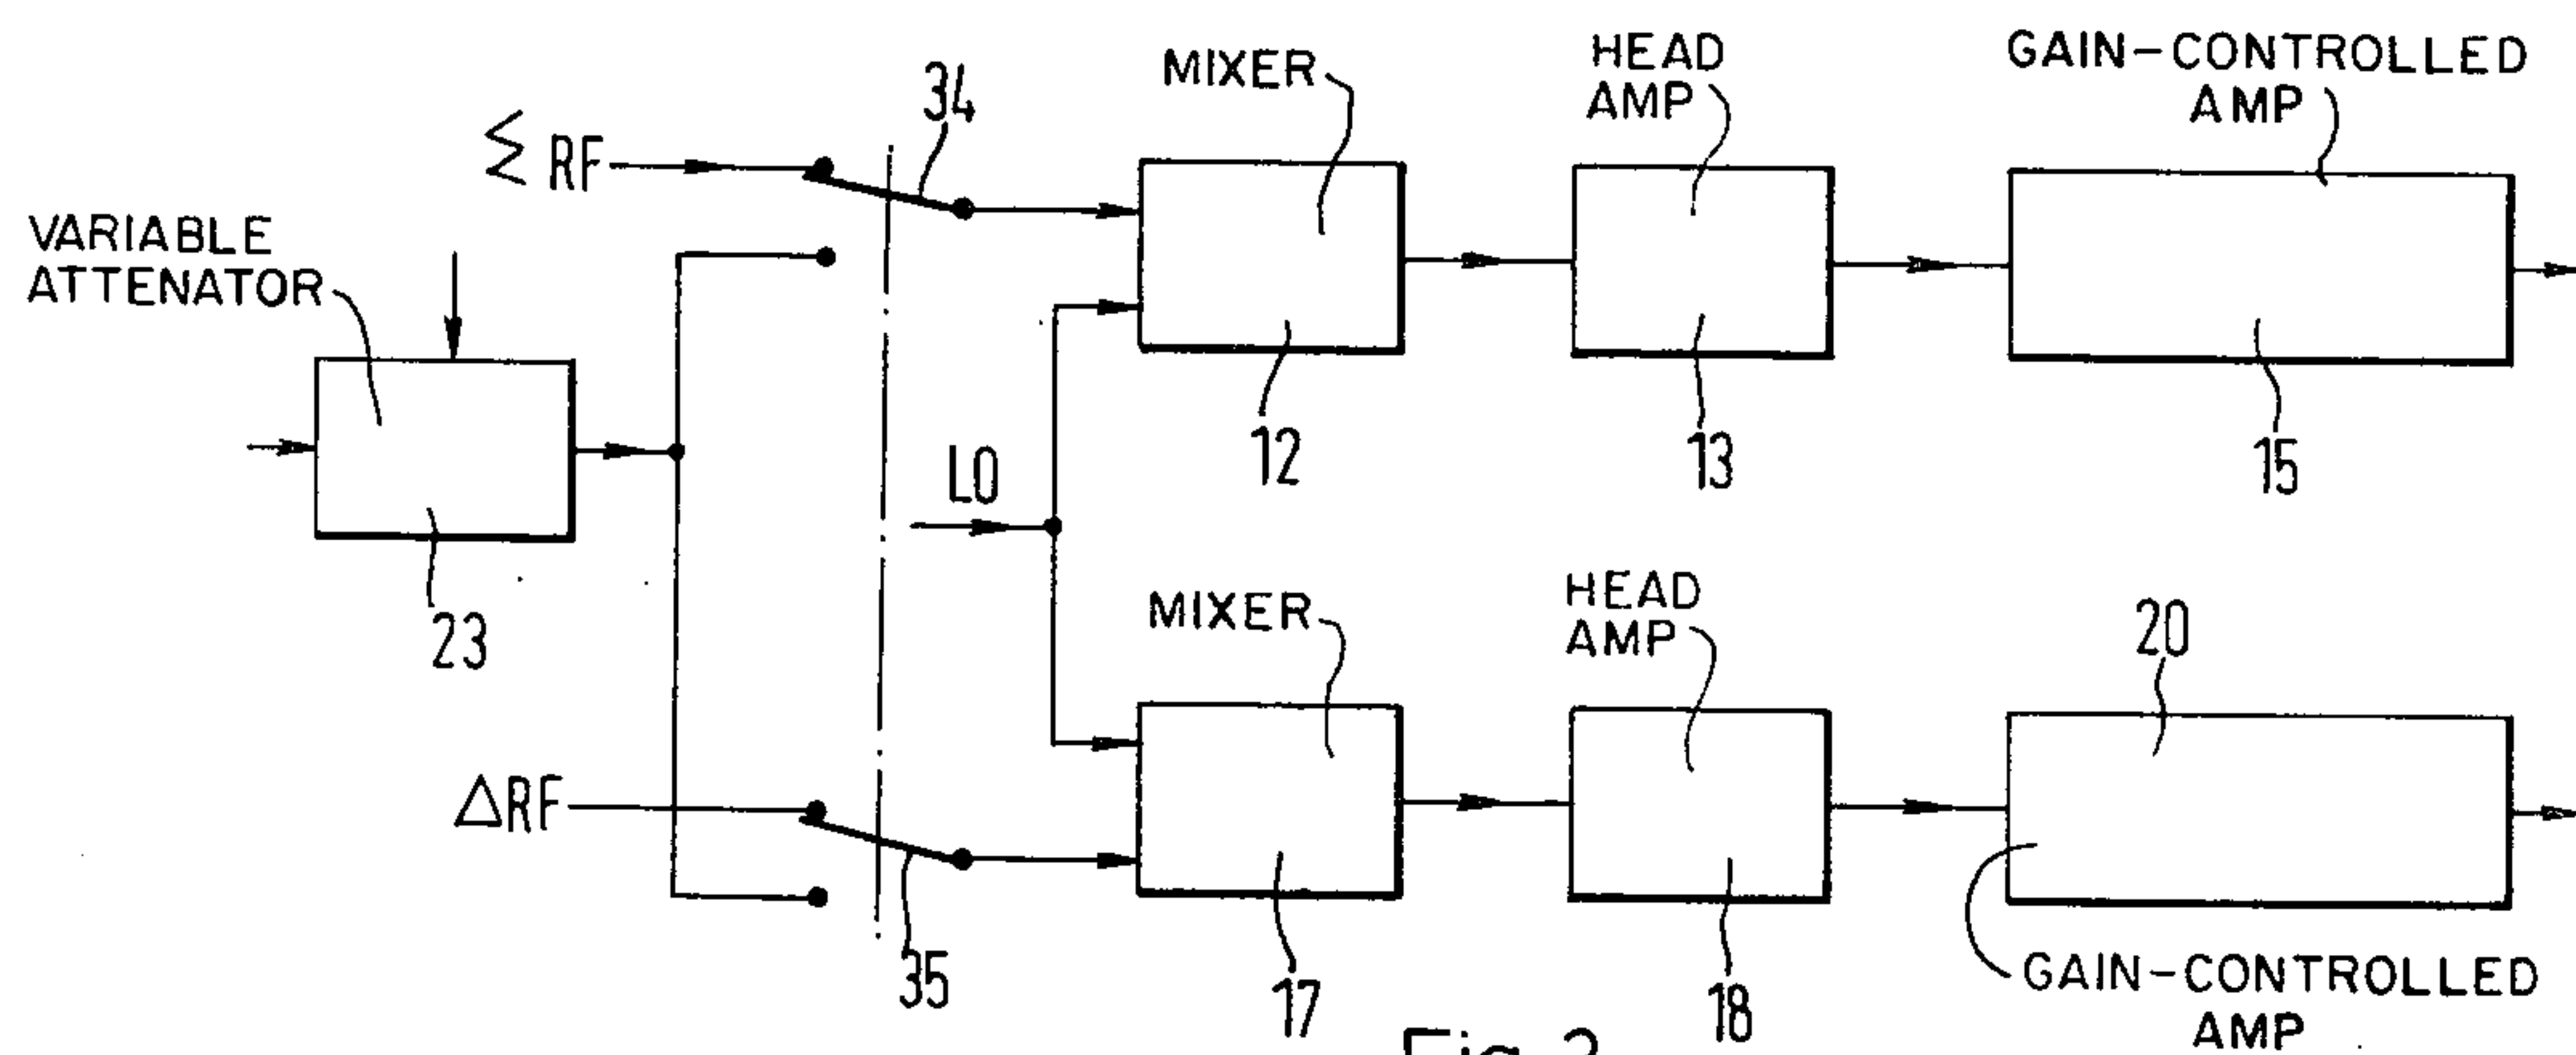 HEAD
AMP
GAIN-CONTROLLED
AMP
MIXER
34
Σ RF
VARIABLE
ATTENATOR
LO
12
13
15
HEAD
AMP
MIXER
20
23
ΔRF
35
17
18
GAIN-CONTROLLED
AMP